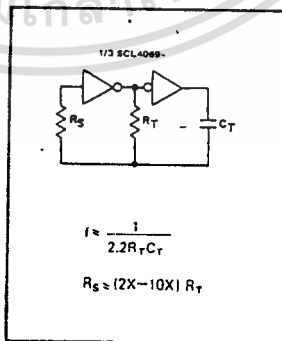 1/3 SCL4069-
R_S
R_T
C_T
f ≈ 1
2.2R_TC_T
R_S ≈ (2X–10X) R_T